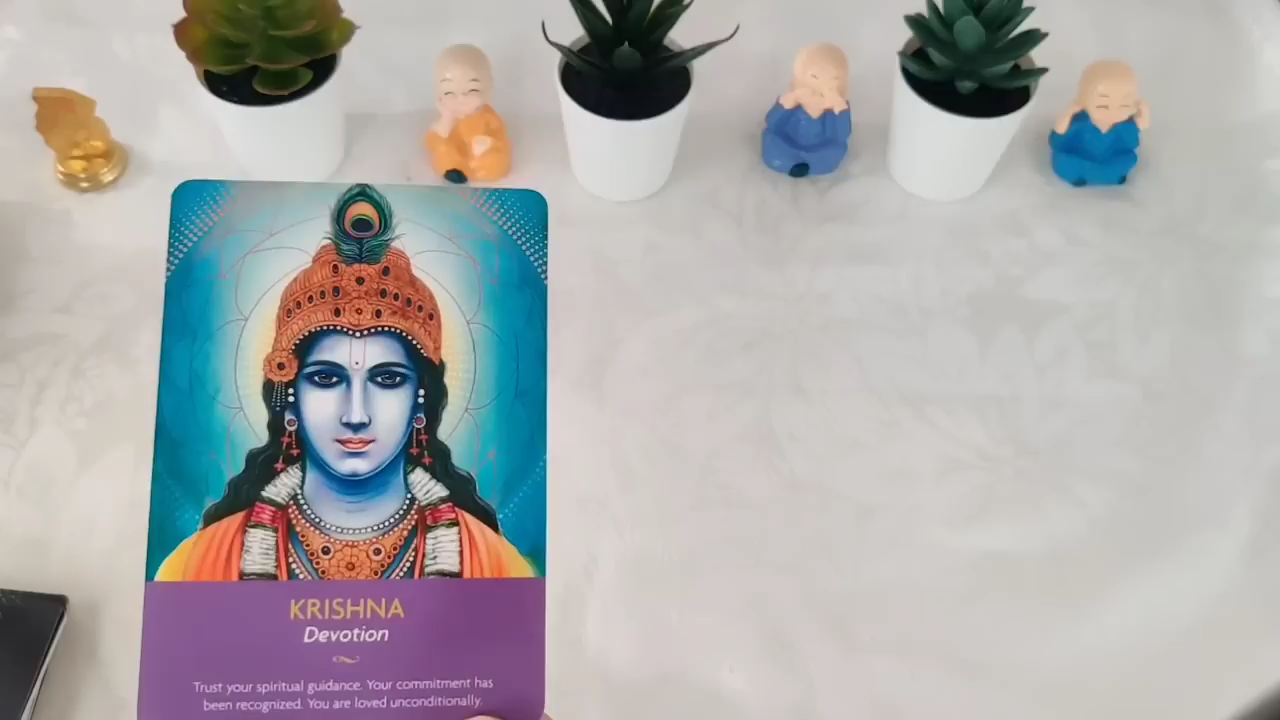 KRISHNA
Devotion
Trust your spiritual guidance. Your commitment has
been recognized. You are loved unconditionally.